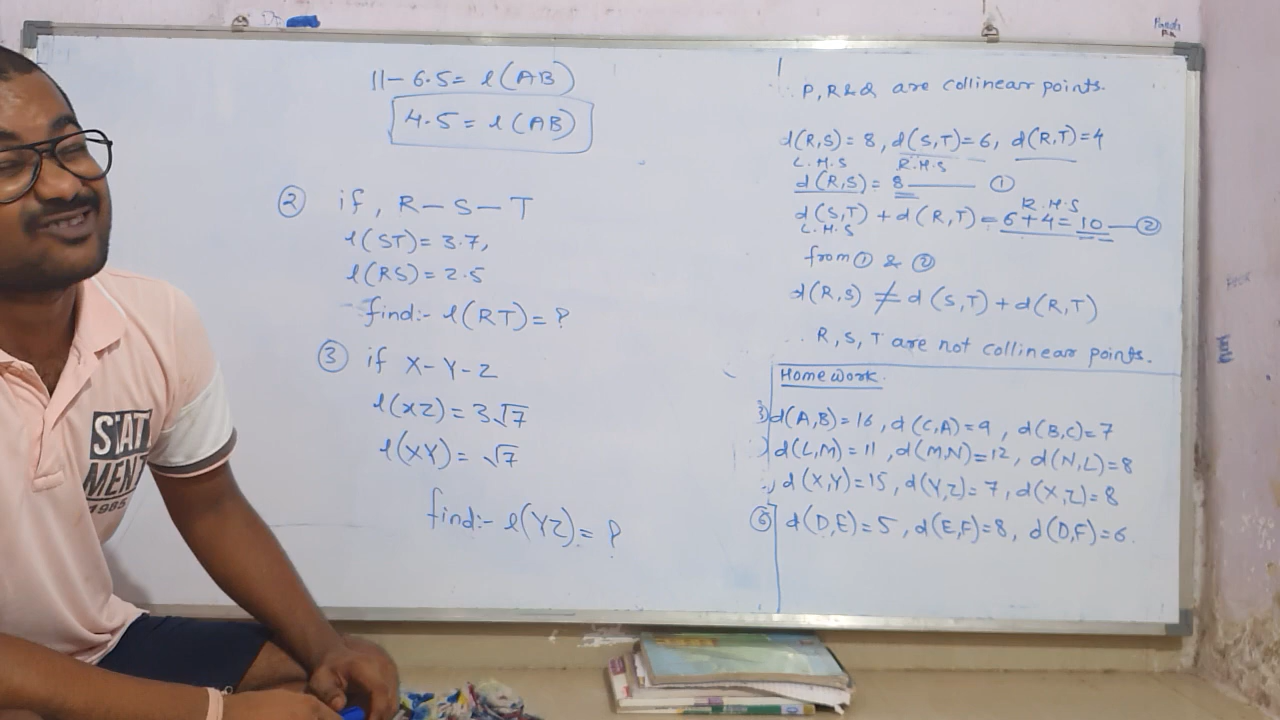 11 - 6.5 = l(AB)
4.5 = l(AB)
② if, R - S - T
l(ST) = 3.7,
l(RS) = 2.5
find:- l(RT) = ?
③ if X - Y - Z
l(XZ) = 3√7
l(XY) = √7
find:- l(YZ) = ?
P, R & Q are collinear points.
d(R,S) = 8, d(S,T) = 6, d(R,T) = 4
L.H.S R.H.S
d(R,S) = 8 ①
R.H.S
d(S,T) + d(R,T) = 6 + 4 = 10 — ②
L.H.S
from ① & ②
d(R,S) ≠ d(S,T) + d(R,T)
∴ R, S, T are not collinear points.
Home work.
3) d(A,B) = 16, d(C,A) = 9, d(B,C) = 7
d(L,M) = 11, d(M,N) = 12, d(N,L) = 8
d(X,Y) = 15, d(Y,Z) = 7, d(X,Z) = 8
⑥ d(D,E) = 5, d(E,F) = 8, d(D,F) = 6.
STAT
MENT
1985